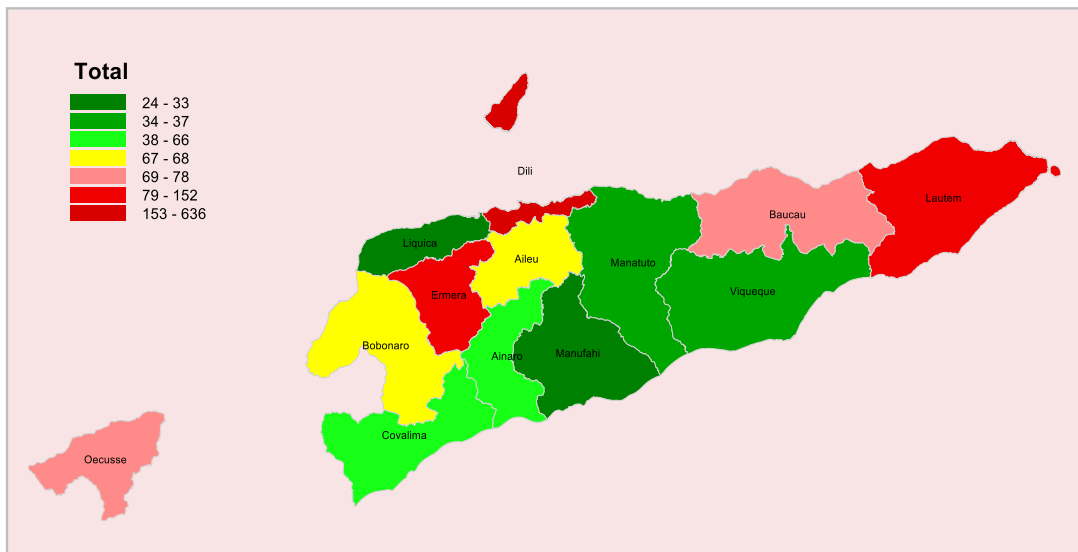 Total
24 - 33
34 - 37
38 - 66
67 - 68
69 - 78
79 - 152
153 - 636
Dili
Lautem
Baucau
Liquica
Aileu
Manatuto
Viqueque
Ermera
Bobonaro
Ainaro
Manufahi
Covalima
Oecusse